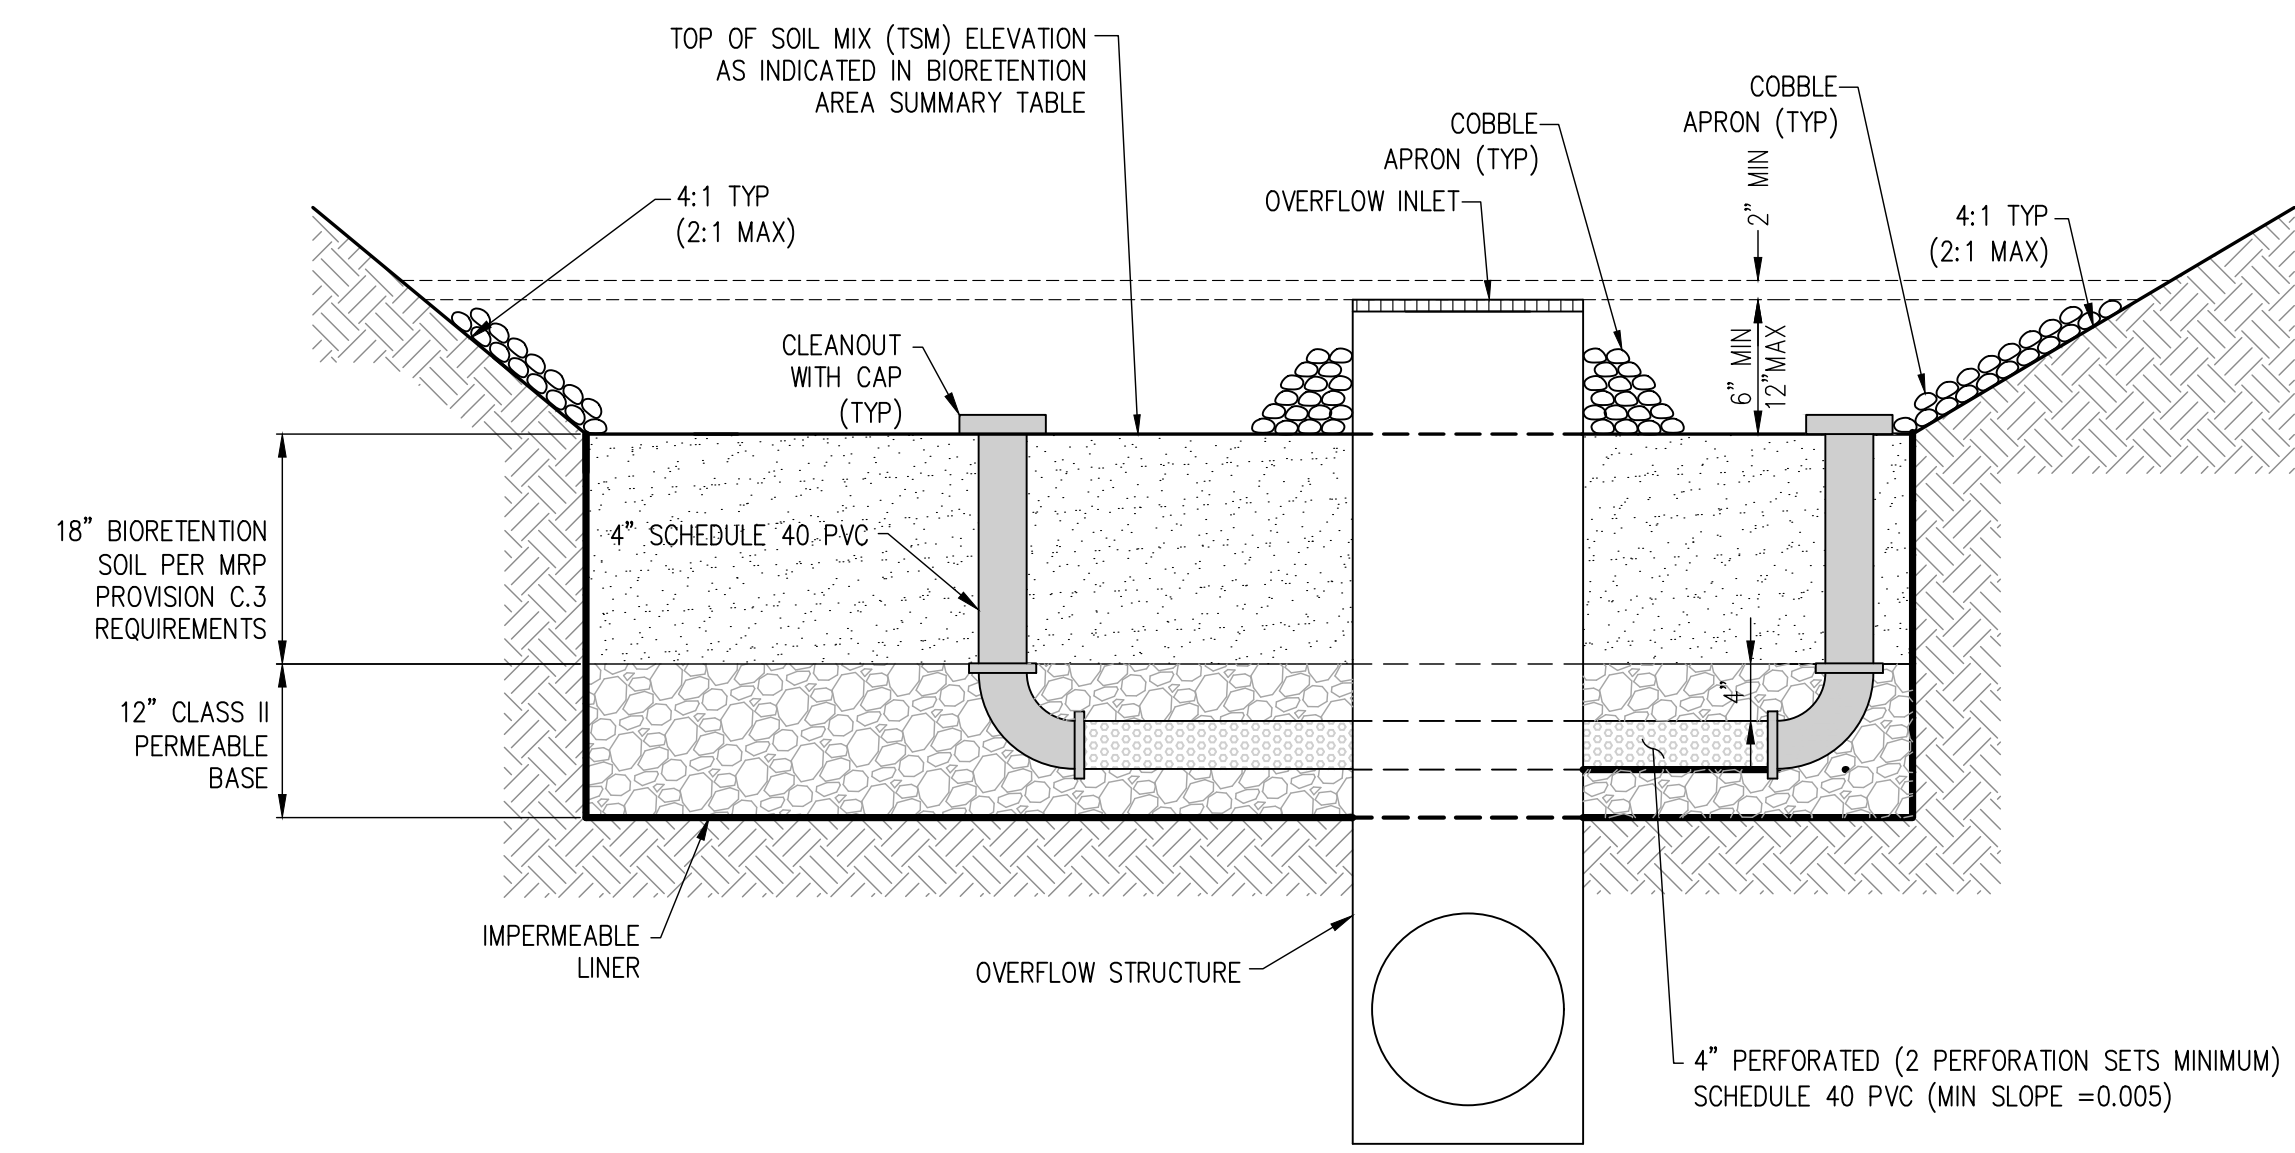 TOP OF SOIL MIX (TSM) ELEVATION
AS INDICATED IN BIORETENTION
AREA SUMMARY TABLE
COBBLE
APRON (TYP)
COBBLE
APRON (TYP)
OVERFLOW INLET
2” MIN
4:1 TYP
(2:1 MAX)
4:1 TYP
(2:1 MAX)
CLEANOUT
WITH CAP
(TYP)
6” MIN
12”MAX
18” BIORETENTION
SOIL PER MRP
PROVISION C.3
REQUIREMENTS
4” SCHEDULE 40 PVC
12” CLASS II
PERMEABLE
BASE
4”
IMPERMEABLE
LINER
OVERFLOW STRUCTURE
4” PERFORATED (2 PERFORATION SETS MINIMUM)
SCHEDULE 40 PVC (MIN SLOPE =0.005)